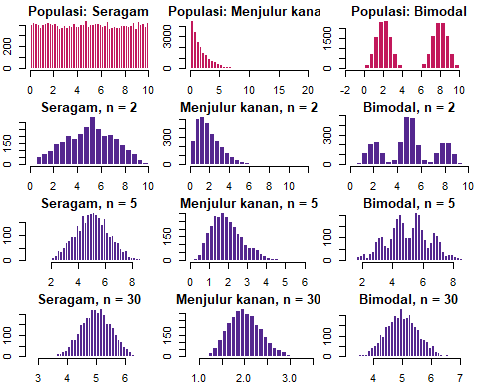 Populasi: Seragam Populasi: Menjulur kana Populasi: Bimodal
0 200
0 2 4 6 8 10
0 3000
0 5 10 15 20
0 1500
-2 0 2 4 6 8 10
Seragam, n = 2 Menjulur kanan, n = 2 Bimodal, n = 2
0 150
0 2 4 6 8 10
0 3000
0 2 4 6 8 10
0 300
0 2 4 6 8 10
Seragam, n = 5 Menjulur kanan, n = 5 Bimodal, n = 5
0 100
2 4 6 8
0 150
0 1 2 3 4 5 6
0 100
2 4 6 8
Seragam, n = 30 Menjulur kanan, n = 30 Bimodal, n = 30
0 100
3 4 5 6
0 100
1.0 2.0 3.0
0 100
4 5 6 7